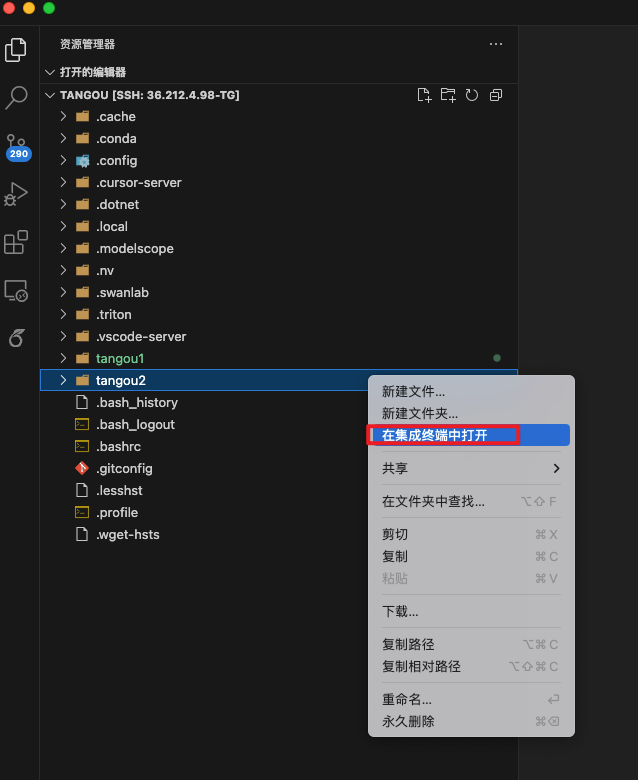 资源管理器
打开的编辑器
TANGOU [SSH: 36.212.4.98-TG]
.cache
.conda
290
.config
.cursor-server
.dotnet
.local
.modelscope
.nv
.swanlab
.triton
.vscode-server
tangou1
tangou2
.bash_history
.bash_logout
.bashrc
.gitconfig
.lesshst
.profile
.wget-hsts
新建文件...
新建文件夹...
在集成终端中打开
共享
在文件夹中查找... ⌥⇧F
剪切 ⌘X
复制 ⌘C
粘贴 ⌘V
下载...
复制路径 ⌥⌘C
复制相对路径 ⌥⇧⌘C
重命名... ⏎
永久删除 ⌘⌫